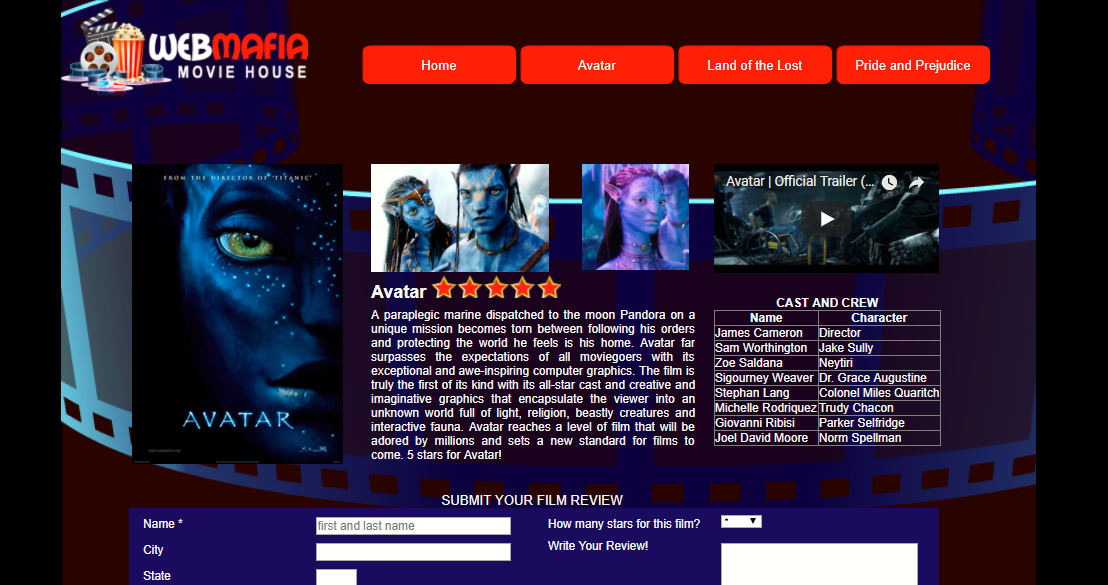 WEBMAFIA
MOVIE HOUSE
Home
Avatar
Land of the Lost
Pride and Prejudice
FROM THE DIRECTOR OF "TITANIC"
AVATAR
Avatar | Official Trailer (...
Avatar
A paraplegic marine dispatched to the moon Pandora on a
unique mission becomes torn between following his orders
and protecting the world he feels is his home. Avatar far
surpasses the expectations of all moviegoers with its
exceptional and awe-inspiring computer graphics. The film is
truly the first of its kind with its all-star cast and creative and
imaginative graphics that encapsulate the viewer into an
unknown world full of light, religion, beastly creatures and
interactive fauna. Avatar reaches a level of film that will be
adored by millions and sets a new standard for films to
come. 5 stars for Avatar!
CAST AND CREW
Name Character
James Cameron Director
Sam Worthington Jake Sully
Zoe Saldana Neytiri
Sigourney Weaver Dr. Grace Augustine
Stephan Lang Colonel Miles Quaritch
Michelle Rodriquez Trudy Chacon
Giovanni Ribisi Parker Selfridge
Joel David Moore Norm Spellman
SUBMIT YOUR FILM REVIEW
Name *
first and last name
City
State
How many stars for this film?
*
Write Your Review!